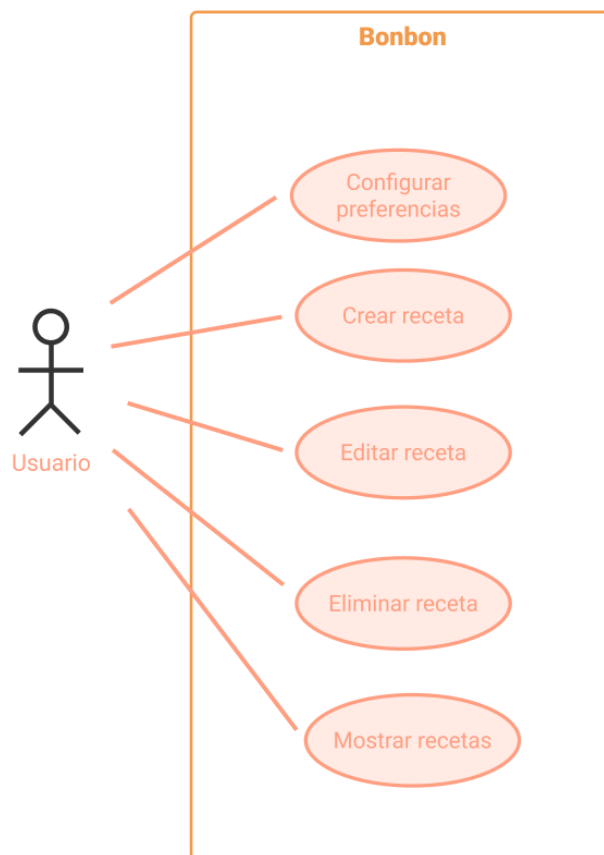 Bonbon
Configurar
preferencias
Crear receta
Editar receta
Usuario
Eliminar receta
Mostrar recetas